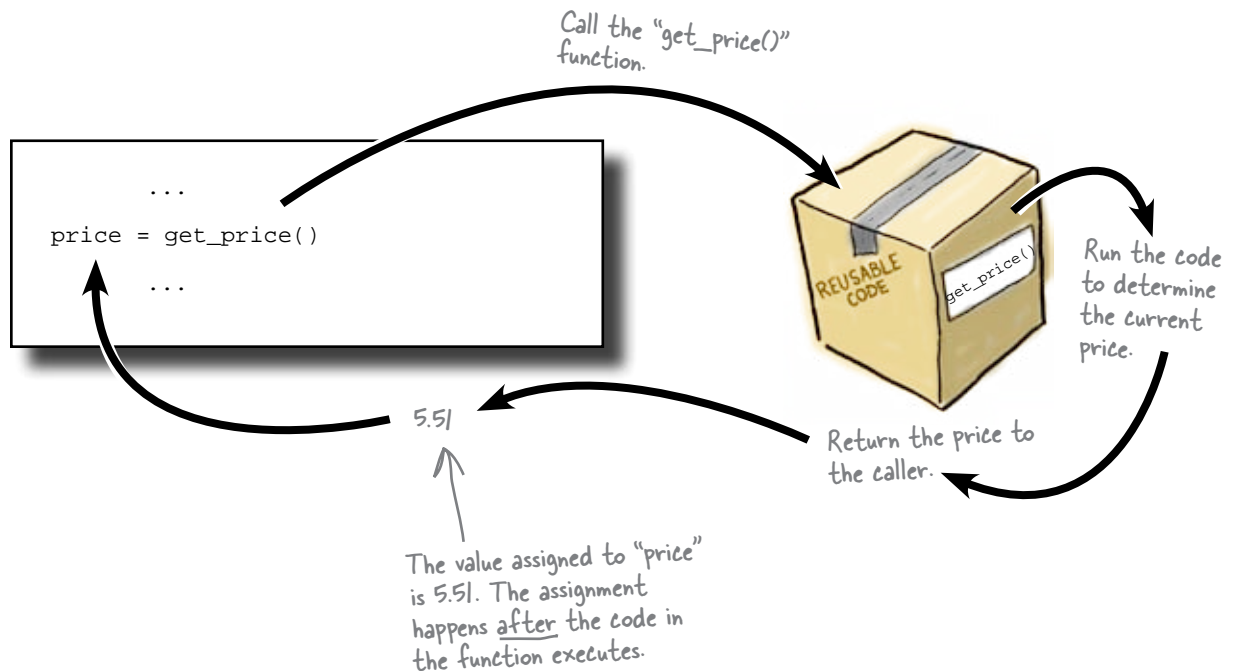 Call the “get_price()”
function.
...
price = get_price()
...
REUSABLE
CODE
get_price()
Run the code
to determine
the current
price.
Return the price to
the caller.
5.51
The value assigned to “price”
is 5.51. The assignment
happens after the code in
the function executes.